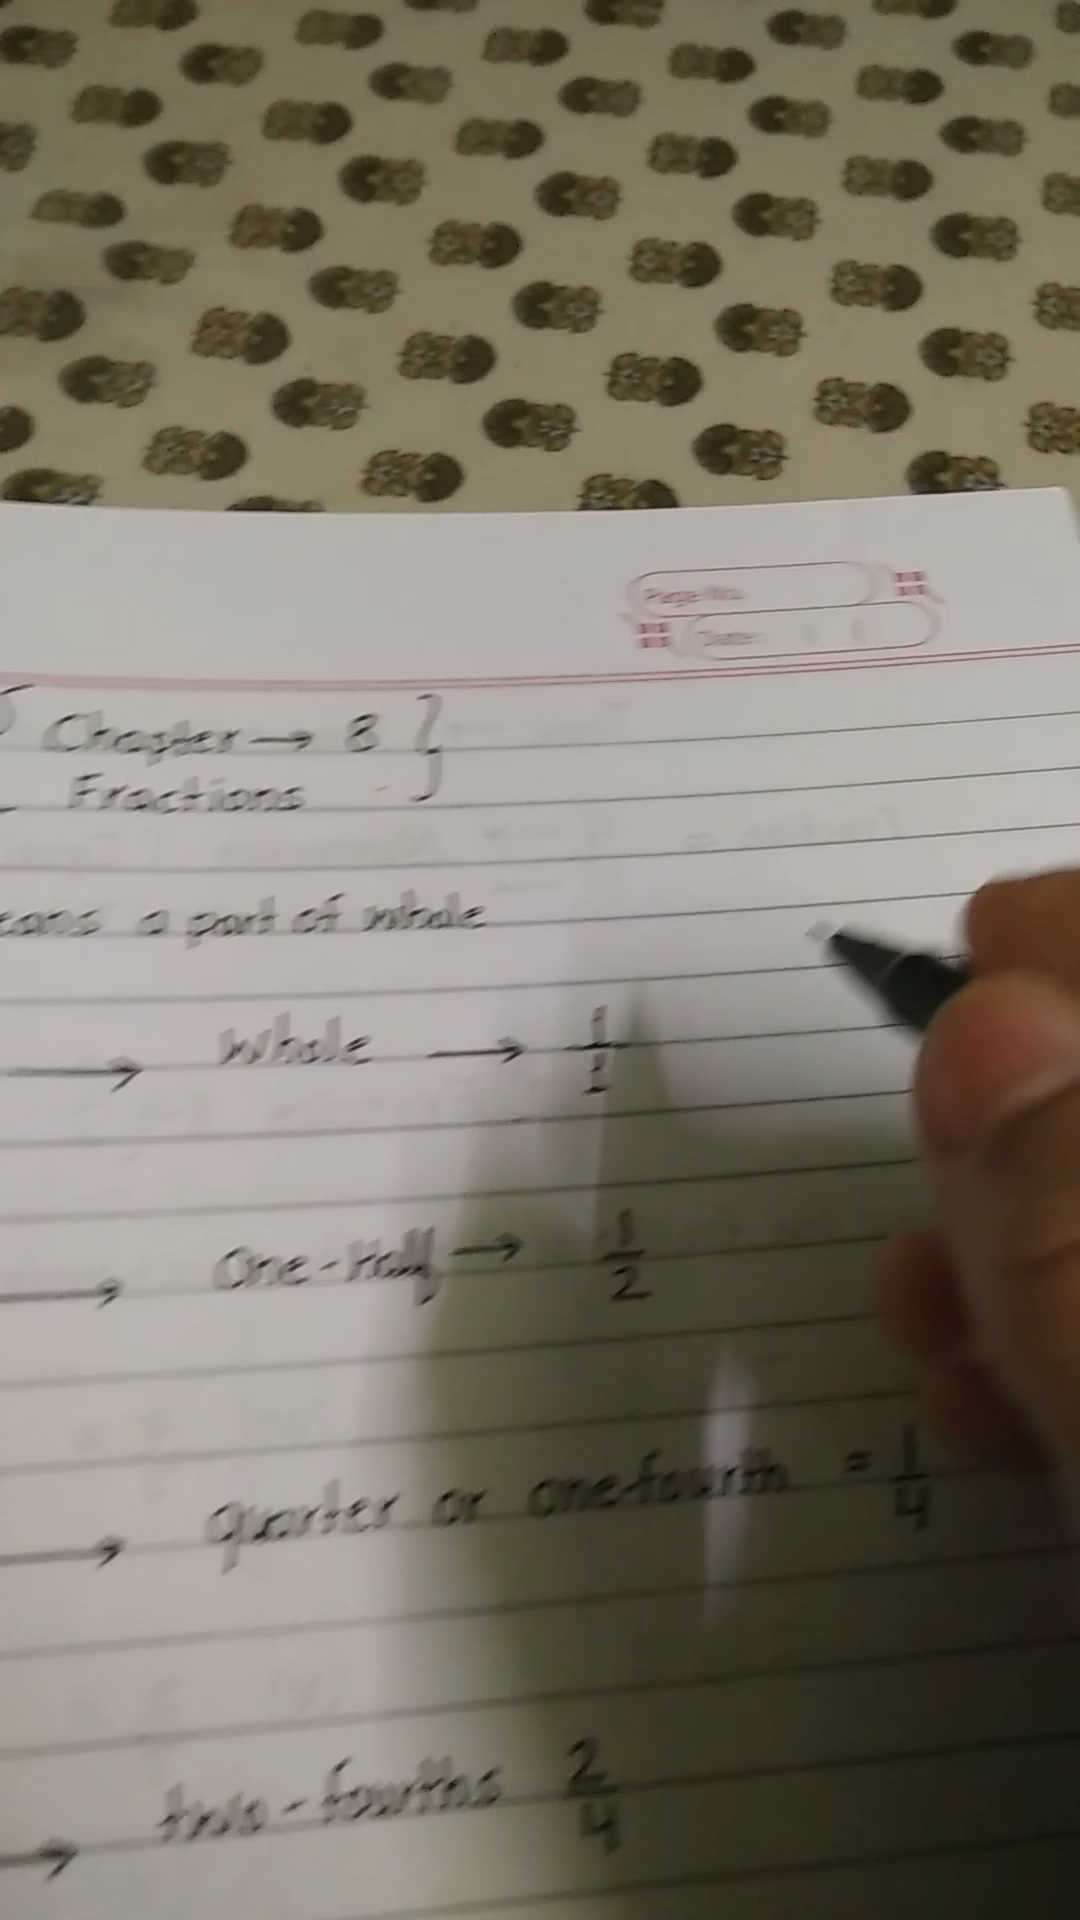 Page No.
Date:
Chapter → 8 }
Fractions
a part of whole
→ Whole → 1/1
→ One-Half → 1/2
→ quarter or one-fourth = 1/4
→ two-fourths 2/4